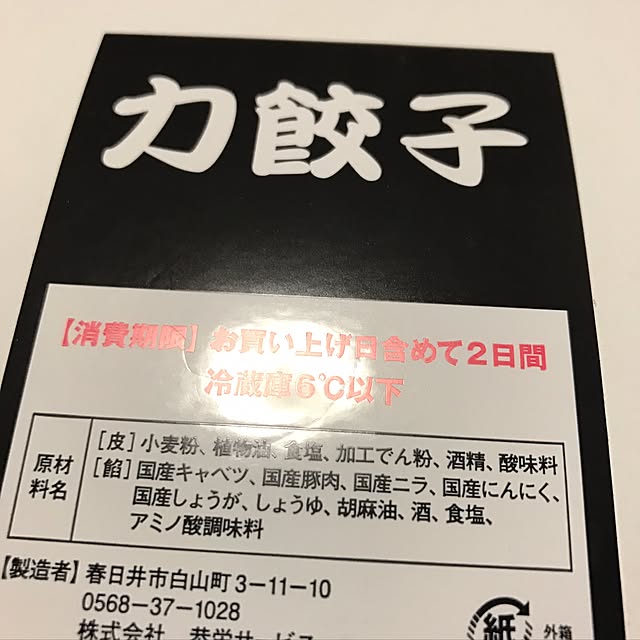 力餃子
【消費期限】お買い上げ日含めて2日間
冷蔵庫6℃以下
原材料名
[皮]小麦粉、植物油、食塩、加工でん粉、酒精、酸味料
[餡]国産キャベツ、国産豚肉、国産ニラ、国産にんにく、
国産しょうが、しょうゆ、胡麻油、酒、食塩、
アミノ酸調味料
【製造者】春日井市白山町3-11-10
0568-37-1028
株式会社 恭栄サービス
紙
外箱